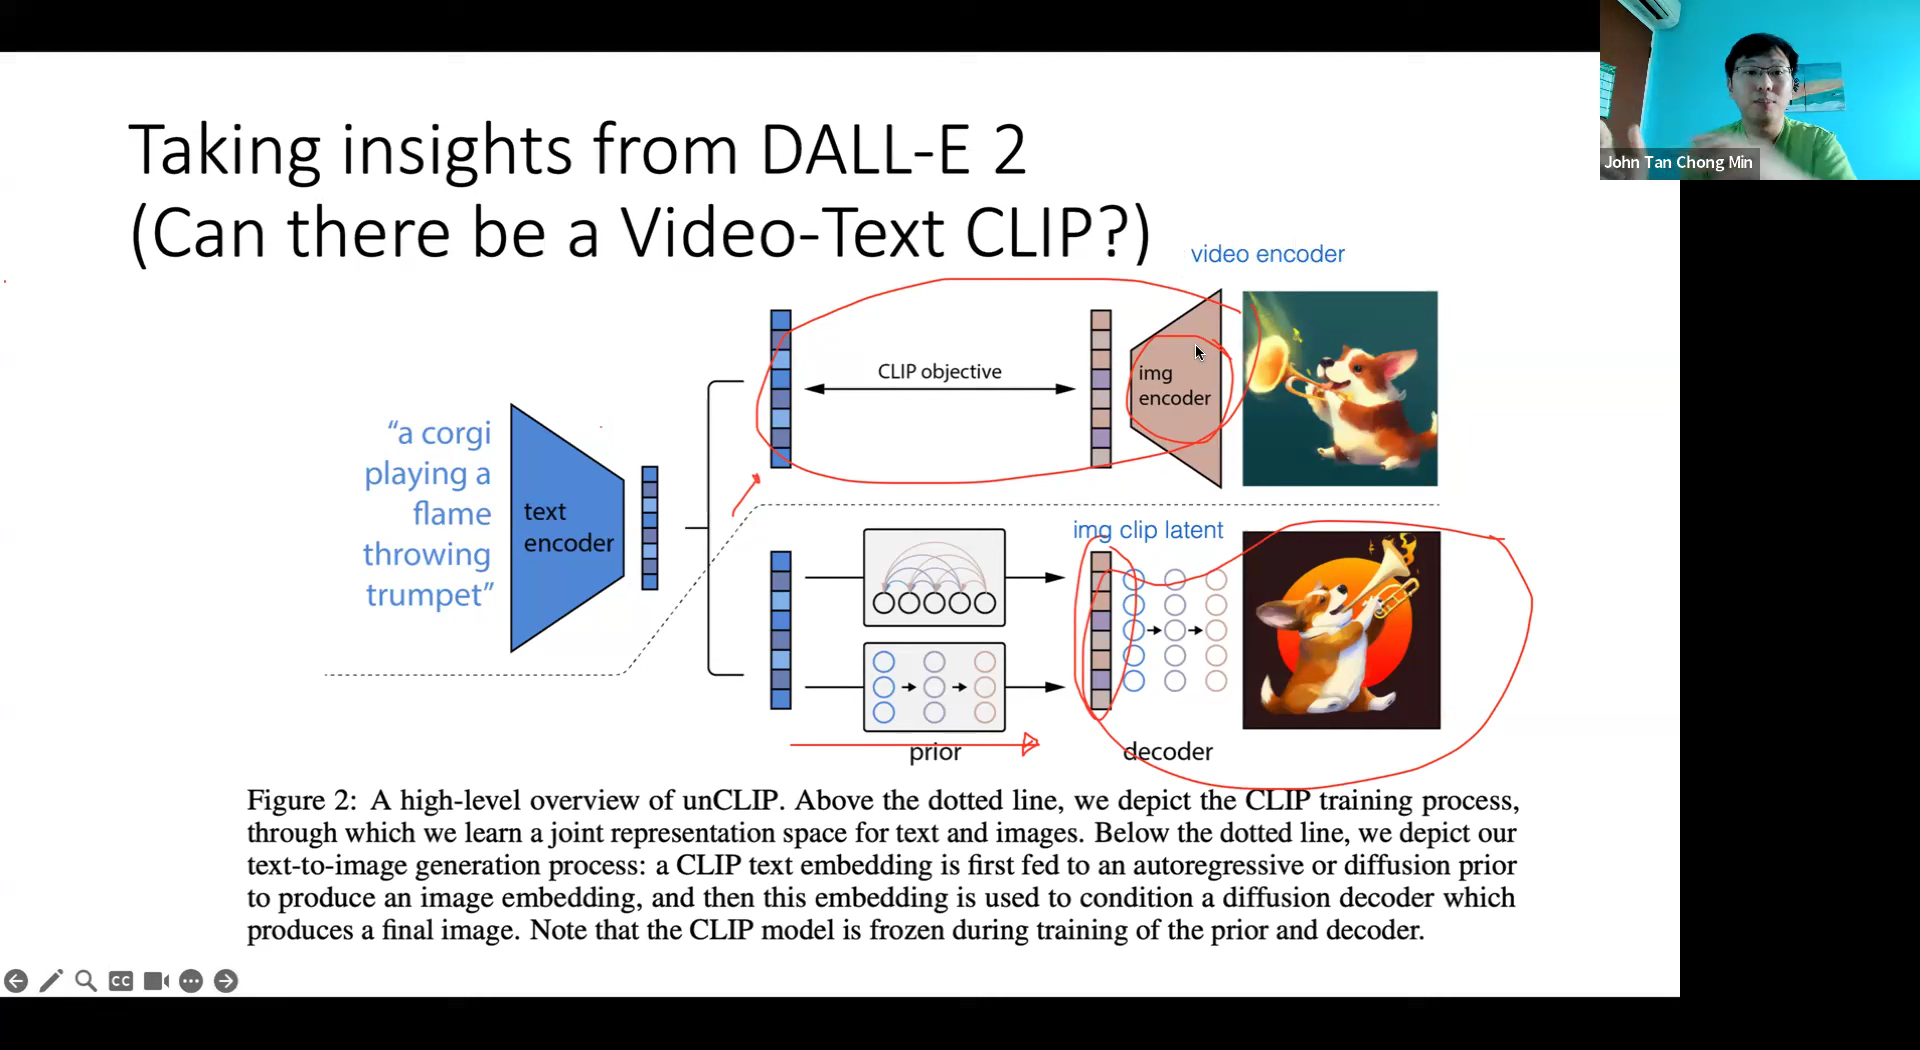 John Tan Chong Min
Taking insights from DALL-E 2
(Can there be a Video-Text CLIP?)
video encoder
CLIP objective
img
encoder
“a corgi
playing a
flame
throwing
trumpet”
text
encoder
img clip latent
prior
decoder
Figure 2: A high-level overview of unCLIP. Above the dotted line, we depict the CLIP training process,
through which we learn a joint representation space for text and images. Below the dotted line, we depict our
text-to-image generation process: a CLIP text embedding is first fed to an autoregressive or diffusion prior
to produce an image embedding, and then this embedding is used to condition a diffusion decoder which
produces a final image. Note that the CLIP model is frozen during training of the prior and decoder.
CC